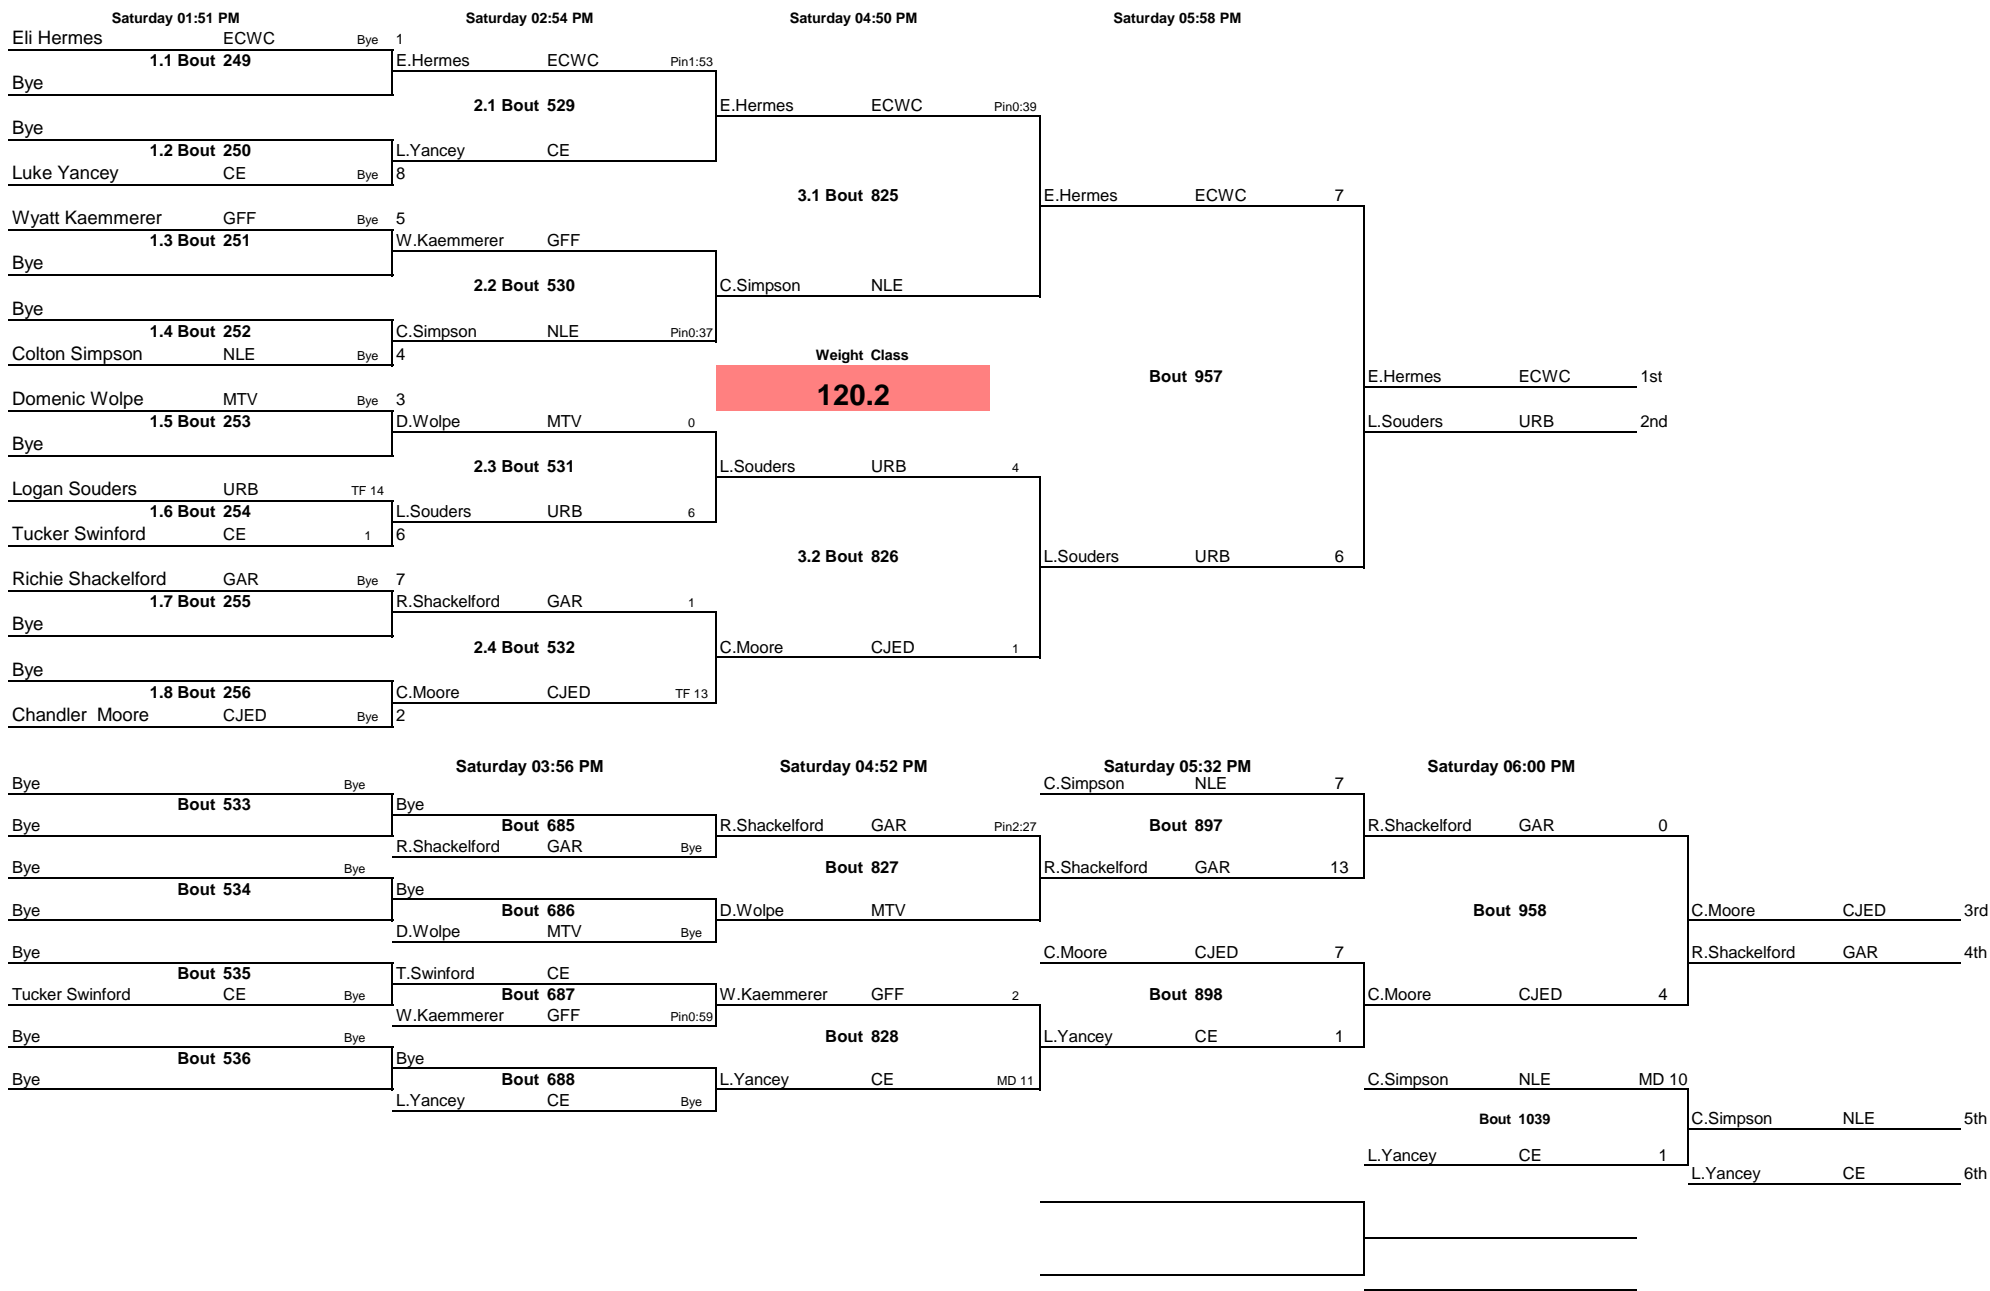 Saturday 01:51 PM Saturday 02:54 PM Saturday 04:50 PM Saturday 05:58 PM
Eli Hermes ECWC Bye 1
1.1 Bout 249 E.Hermes ECWC Pin1:53
Bye
2.1 Bout 529 E.Hermes ECWC Pin0:39
Bye
1.2 Bout 250 L.Yancey CE
Luke Yancey CE Bye 8
3.1 Bout 825 E.Hermes ECWC 7
Wyatt Kaemmerer GFF Bye 5
1.3 Bout 251 W.Kaemmerer GFF
Bye
2.2 Bout 530 C.Simpson NLE
Bye
1.4 Bout 252 C.Simpson NLE Pin0:37
Colton Simpson NLE Bye 4 Weight Class
Bout 957 E.Hermes ECWC 1st
Domenic Wolpe MTV Bye 3 120.2
1.5 Bout 253 D.Wolpe MTV 0 L.Souders URB 2nd
Bye
2.3 Bout 531 L.Souders URB 4
Logan Souders URB TF 14
1.6 Bout 254 L.Souders URB 6
Tucker Swinford CE 1 6
3.2 Bout 826 L.Souders URB 6
Richie Shackelford GAR Bye 7
1.7 Bout 255 R.Shackelford GAR 1
Bye
2.4 Bout 532 C.Moore CJED 1
Bye
1.8 Bout 256 C.Moore CJED TF 13
Chandler Moore CJED Bye 2
Saturday 03:56 PM Saturday 04:52 PM Saturday 05:32 PM Saturday 06:00 PM
Bye Bye C.Simpson NLE 7
Bout 533 Bye
Bye Bout 685 R.Shackelford GAR Pin2:27 Bout 897 R.Shackelford GAR 0
R.Shackelford GAR Bye
Bye Bye Bout 827 R.Shackelford GAR 13
Bout 534 Bye
Bye Bout 686 D.Wolpe MTV Bout 958 C.Moore CJED 3rd
D.Wolpe MTV Bye
Bye C.Moore CJED 7 R.Shackelford GAR 4th
Bout 535 T.Swinford CE
Tucker Swinford CE Bye Bout 687 W.Kaemmerer GFF 2 Bout 898 C.Moore CJED 4
W.Kaemmerer GFF Pin0:59
Bye Bye Bout 828 L.Yancey CE 1
Bout 536 Bye
Bye Bout 688 L.Yancey CE MD 11 C.Simpson NLE MD 10
L.Yancey CE Bye
Bout 1039 C.Simpson NLE 5th
L.Yancey CE 1
L.Yancey CE 6th